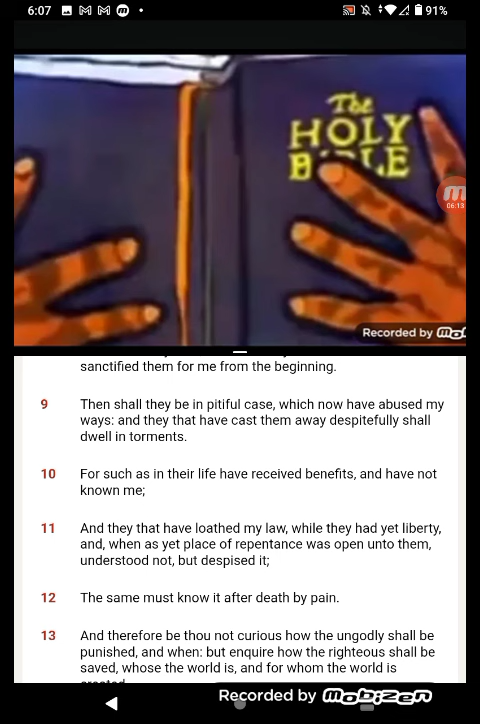 6:07
91%
The
HOLY
B BLE
06:13
Recorded by mobi
sanctified them for me from the beginning.
9 Then shall they be in pitiful case, which now have abused my
ways: and they that have cast them away despitefully shall
dwell in torments.
10 For such as in their life have received benefits, and have not
known me;
11 And they that have loathed my law, while they had yet liberty,
and, when as yet place of repentance was open unto them,
understood not, but despised it;
12 The same must know it after death by pain.
13 And therefore be thou not curious how the ungodly shall be
punished, and when: but enquire how the righteous shall be
saved, whose the world is, and for whom the world is
created
Recorded by mobizen